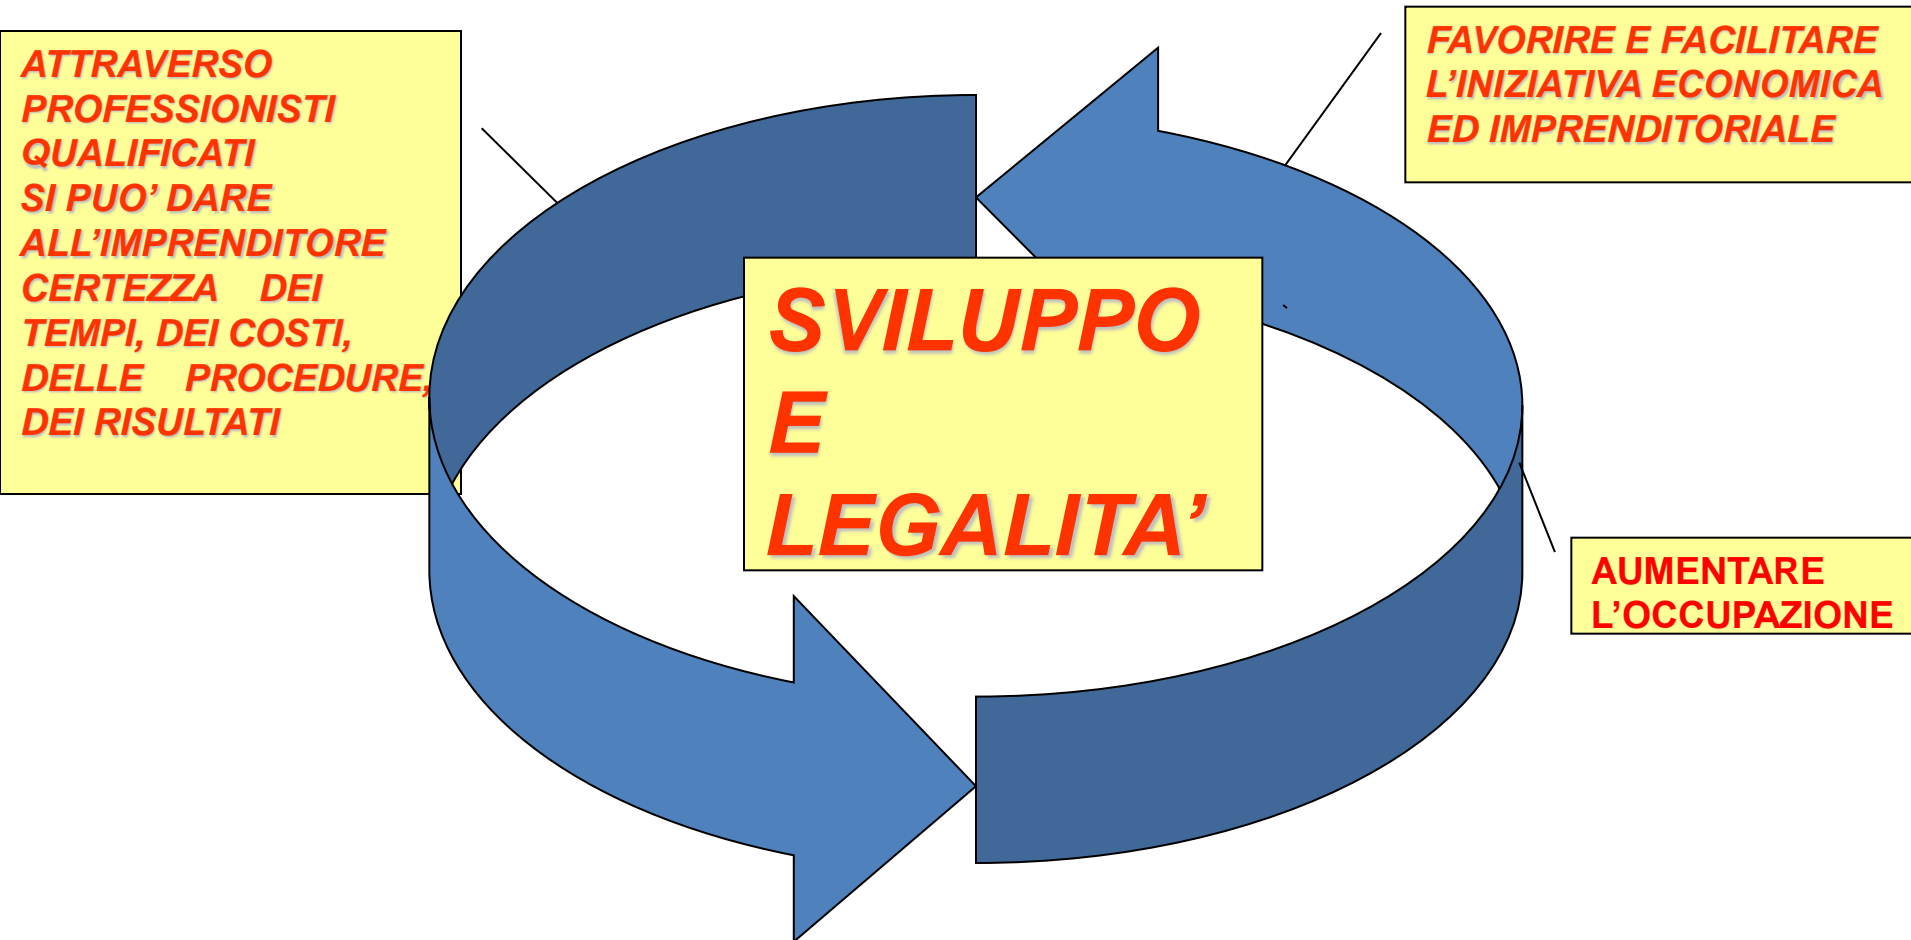 ATTRAVERSO
PROFESSIONISTI
QUALIFICATI
SI PUO’ DARE
ALL’IMPRENDITORE
CERTEZZA DEI
TEMPI, DEI COSTI,
DELLE PROCEDURE,
DEI RISULTATI
FAVORIRE E FACILITARE
L’INIZIATIVA ECONOMICA
ED IMPRENDITORIALE
SVILUPPO
E
LEGALITA’
AUMENTARE
L’OCCUPAZIONE